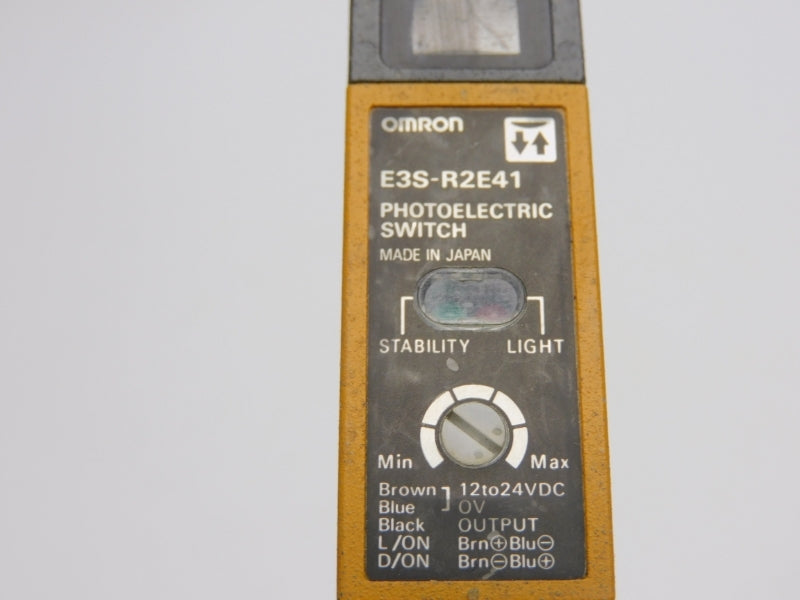 OMRON
E3S-R2E41
PHOTOELECTRIC
SWITCH
MADE IN JAPAN
STABILITY LIGHT
Min Max
Brown 12to24VDC
Blue 0V
Black OUTPUT
L/ON Brn⊕Blu⊖
D/ON Brn⊖Blu⊕